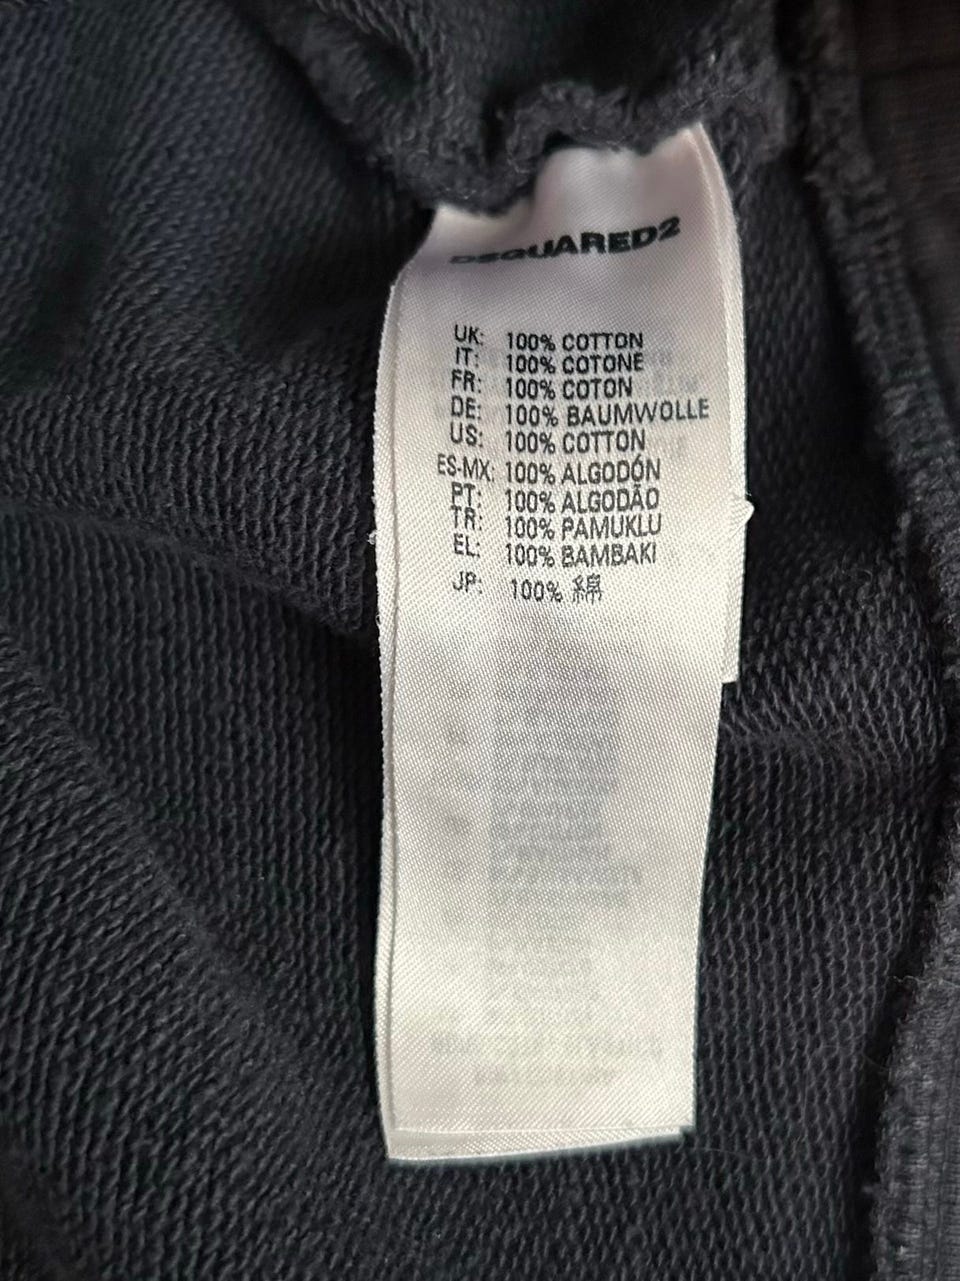 DSQUARED2
UK: 100% COTTON
IT: 100% COTONE
FR: 100% COTON
DE: 100% BAUMWOLLE
US: 100% COTTON
ES-MX: 100% ALGODÓN
PT: 100% ALGODÃO
TR: 100% PAMUKLU
EL: 100% BAMBAKI
JP: 100% 綿